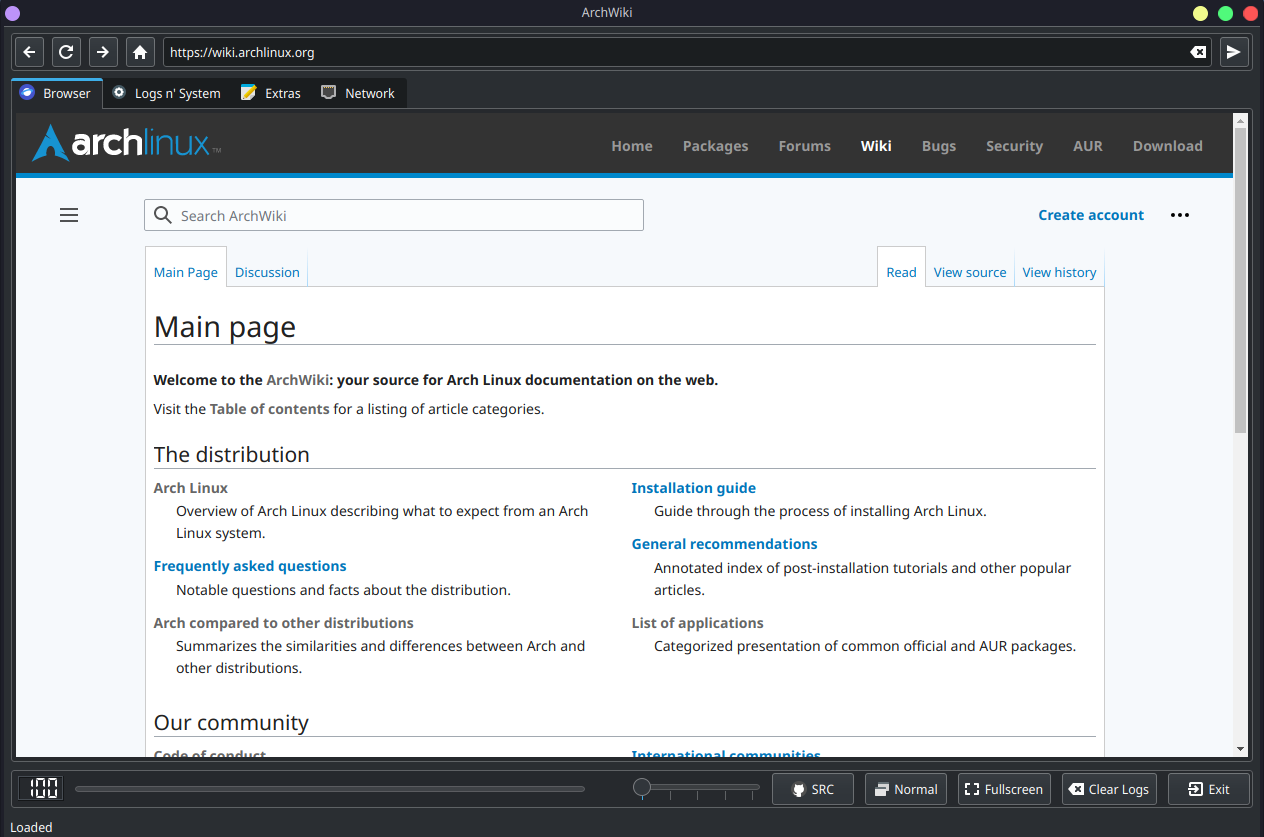 ArchWiki
https://wiki.archlinux.org
Browser Logs n' System Extras Network
archlinux™ Home Packages Forums Wiki Bugs Security AUR Download
Search ArchWiki Create account
Main Page Discussion Read View source View history
Main page
Welcome to the ArchWiki: your source for Arch Linux documentation on the web.
Visit the Table of contents for a listing of article categories.
The distribution
Arch Linux
Overview of Arch Linux describing what to expect from an Arch
Linux system.
Frequently asked questions
Notable questions and facts about the distribution.
Arch compared to other distributions
Summarizes the similarities and differences between Arch and
other distributions.
Installation guide
Guide through the process of installing Arch Linux.
General recommendations
Annotated index of post-installation tutorials and other popular
articles.
List of applications
Categorized presentation of common official and AUR packages.
Our community
Code of conduct International communities
100 SRC Normal Fullscreen Clear Logs Exit
Loaded